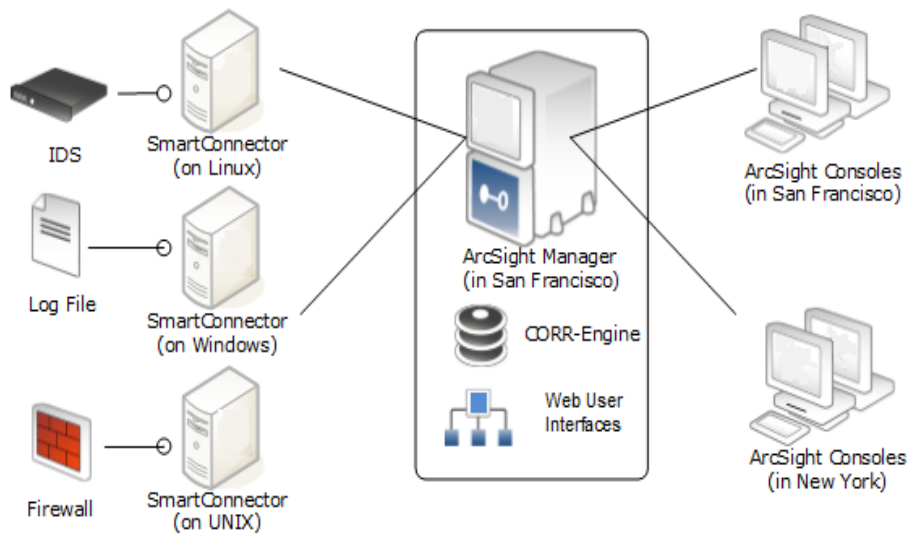 IDS
SmartConnector
(on Linux)
Log File
SmartConnector
(on Windows)
Firewall
SmartConnector
(on UNIX)
ArcSight Manager
(in San Francisco)
CORR-Engine
Web User
Interfaces
ArcSight Consoles
(in San Francisco)
ArcSight Consoles
(in New York)